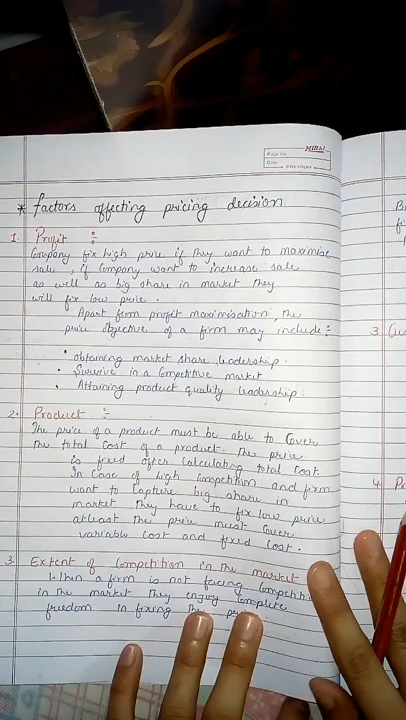 MIRAJ
Page No.
Date
* factors affecting pricing decision
1. Profit :-
Company fix high price if they want to maximise
sale, if Company want to increase sale
as well as big share in market they
will fix low price.
Apart from profit maximisation, the
price objective of a firm may include :-
• obtaining market share leadership.
• Survive in a Competitive market
• Attaining product quality leadership.
2. Product :-
The price of a product must be able to Cover
the total cost of a product. The price
is fixed after calculating total cost.
In Case of high Competition and firm
want to Capture big share in
market they have to fix low price
atleast the price must Cover
variable cost and fixed cost.
3. Extent of Competition in the market
When a firm is not facing
in the market they enjoy complete
freedom in fixing the
3.
4.